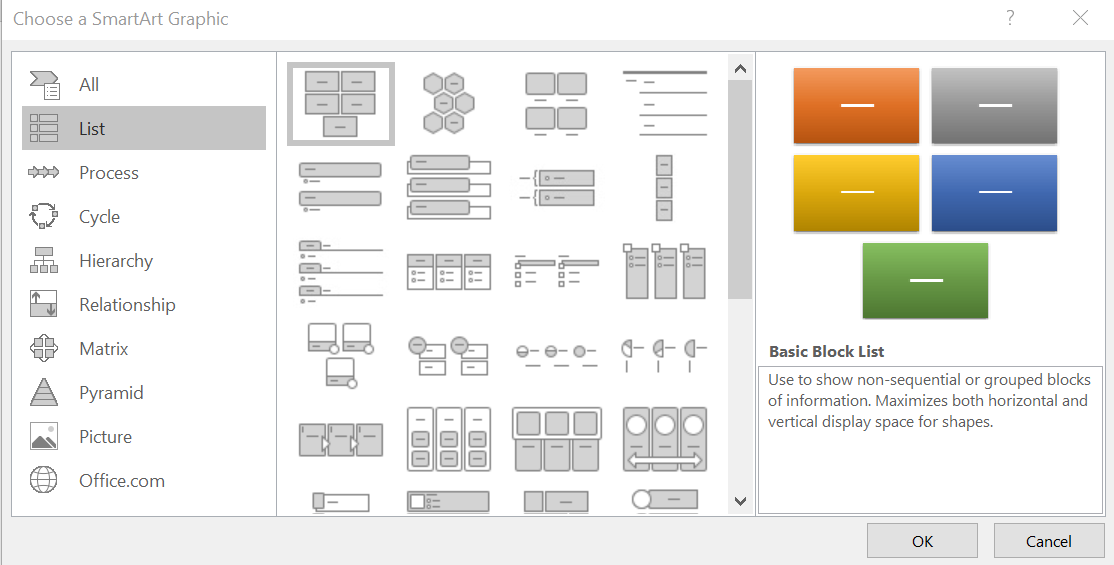 Choose a SmartArt Graphic
?
All
List
Process
Cycle
Hierarchy
Relationship
Matrix
Pyramid
Picture
Office.com
Basic Block List
Use to show non-sequential or grouped blocks
of information. Maximizes both horizontal and
vertical display space for shapes.
OK
Cancel